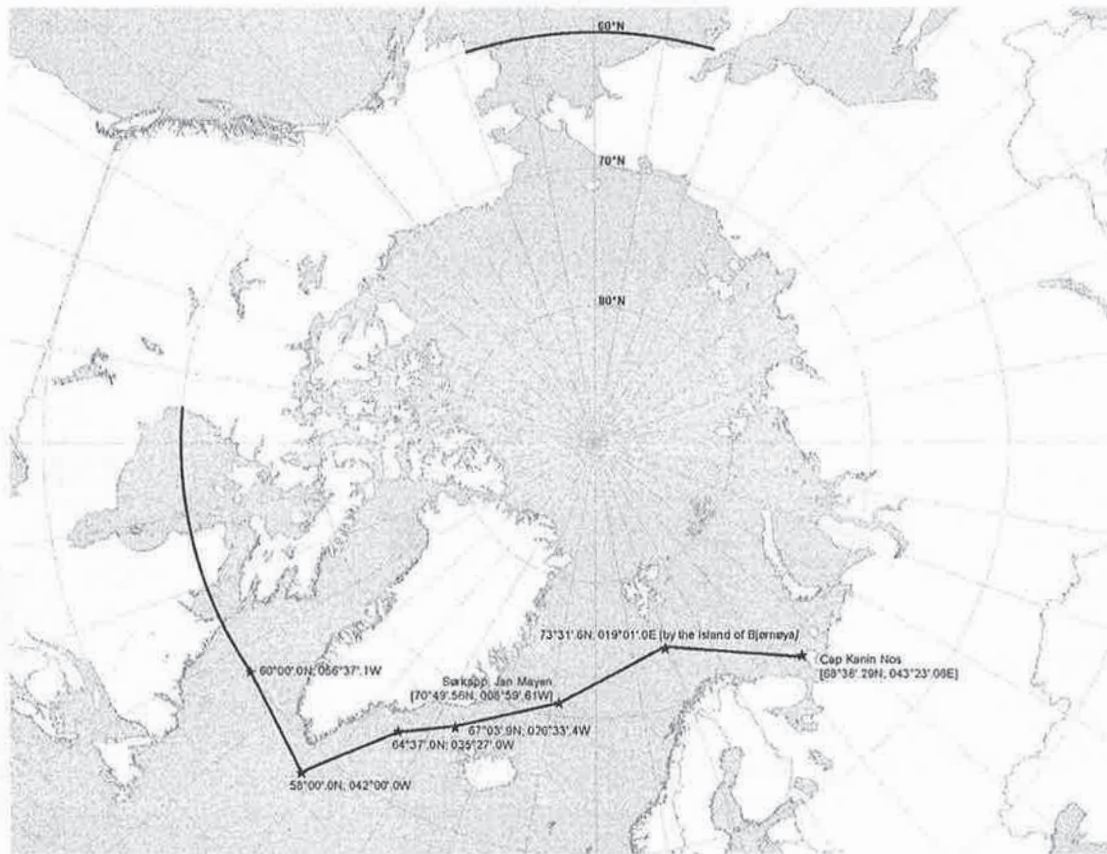 60°N
70°N
80°N
73°31'.6N; 019°01'.0E [by the Island of Bjørnøya]
Cap Kanin Nos
[68°38'.29N; 043°23'.08E]
60°00'.0N; 056°37'.1W
Sørkapp, Jan Mayen
[70°49'.56N; 008°59'.61W]
67°03'.9N; 026°33'.4W
64°37'.0N; 035°27'.0W
58°00'.0N; 042°00'.0W